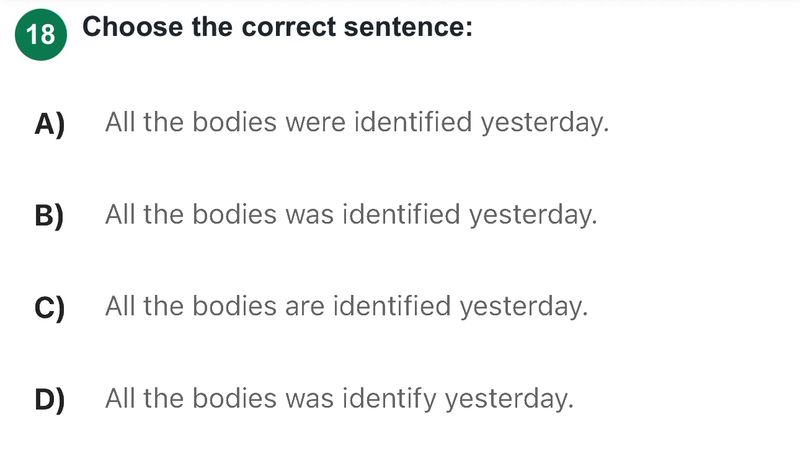 18 Choose the correct sentence:
A) All the bodies were identified yesterday.
B) All the bodies was identified yesterday.
C) All the bodies are identified yesterday.
D) All the bodies was identify yesterday.